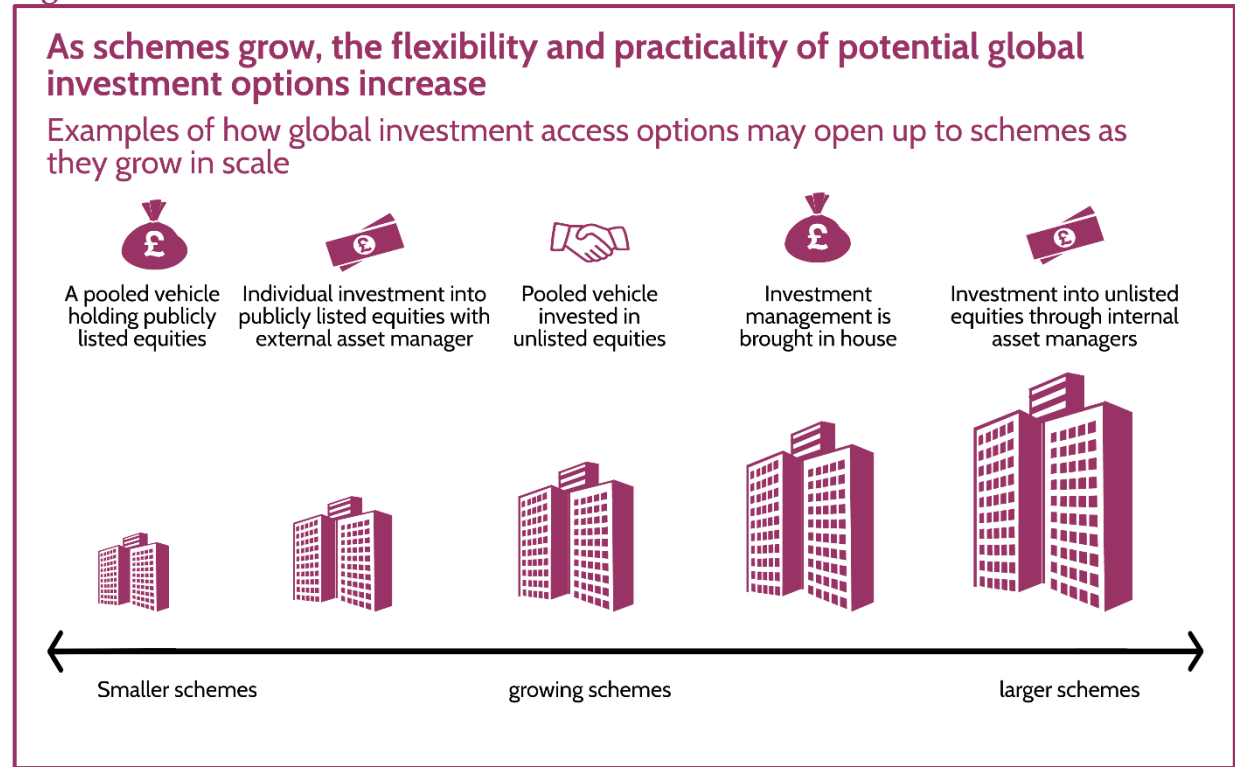 As schemes grow, the flexibility and practicality of potential global
investment options increase
Examples of how global investment access options may open up to schemes as
they grow in scale
£
A pooled vehicle
holding publicly
listed equities
£
Individual investment into
publicly listed equities with
external asset manager
Pooled vehicle
invested in
unlisted equities
£
Investment
management is
brought in house
£
Investment into unlisted
equities through internal
asset managers
Smaller schemes
growing schemes
larger schemes